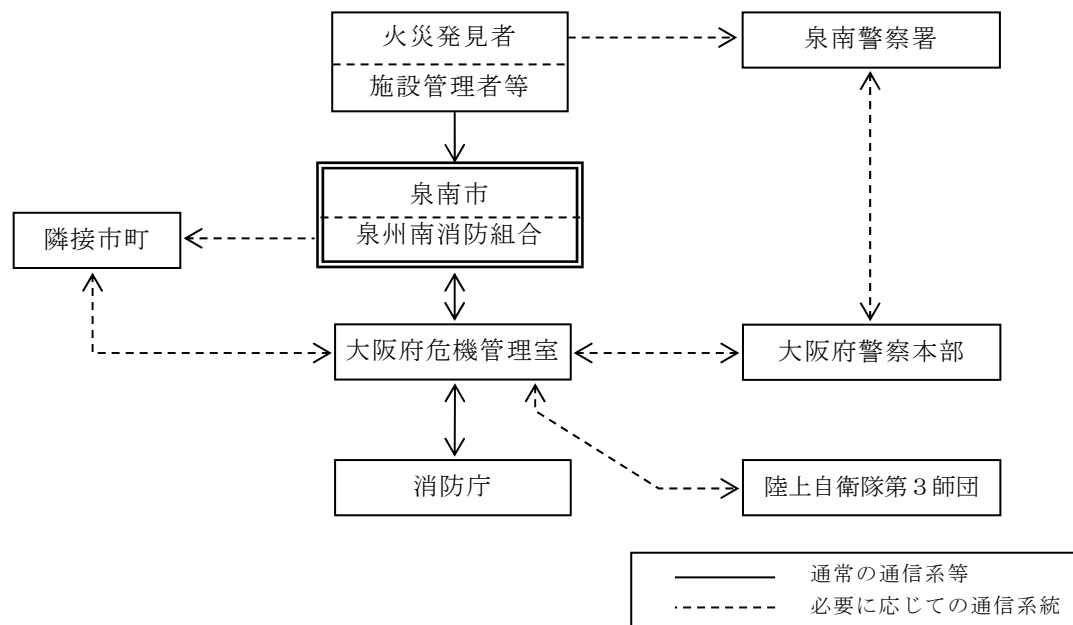 火災発見者
泉南警察署
施設管理者等
泉南市
泉州南消防組合
隣接市町
大阪府危機管理室
大阪府警察本部
消防庁
陸上自衛隊第３師団
通常の通信系等
必要に応じての通信系統